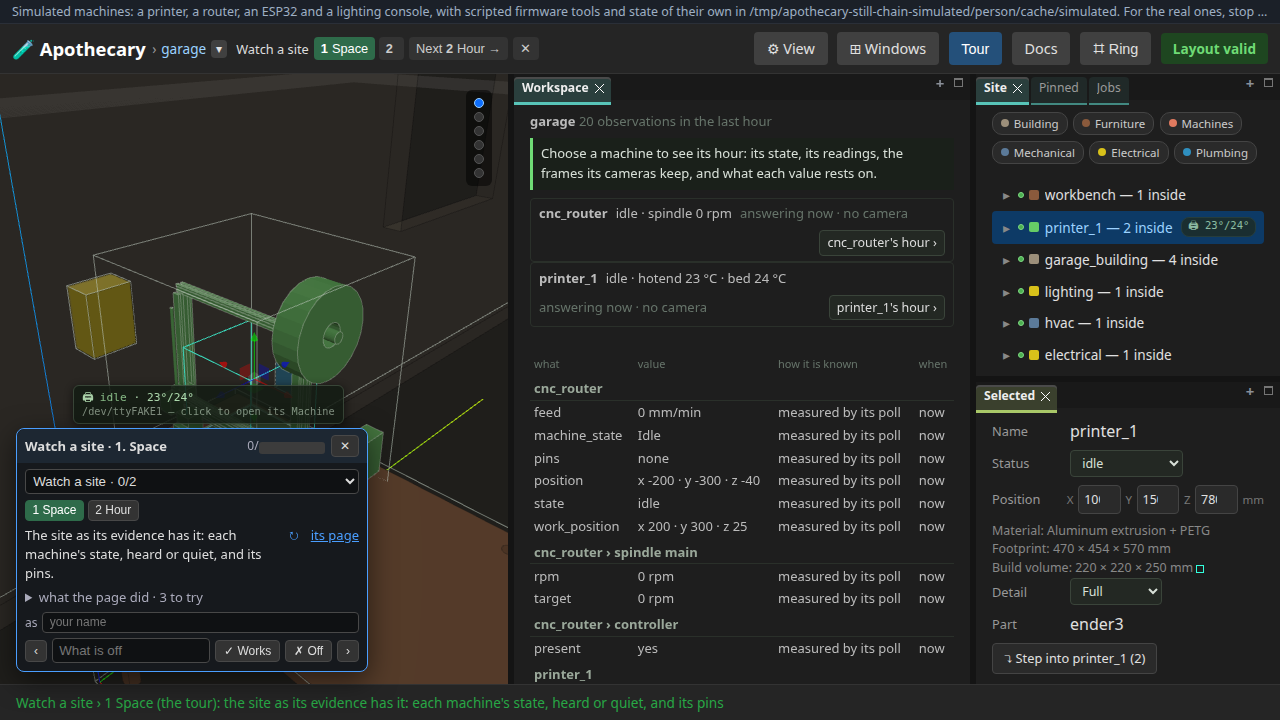 Simulated machines: a printer, a router, an ESP32 and a lighting console, with scripted firmware tools and state of their own in /tmp/apothecary-still-chain-simulated/person/cache/simulated. For the real ones, stop ...
Apothecary › garage ▾ Watch a site 1 Space 2 Next 2 Hour → ✕
⚙ View ⊞ Windows Tour Docs ⌗ Ring Layout valid
idle · 23°/24°
/dev/ttyFAKE1 — click to open its Machine
Watch a site · 1. Space 0/ ✕
Watch a site · 0/2
1 Space 2 Hour
The site as its evidence has it: each machine's state, heard or quiet, and its pins.
↻ its page
▶ what the page did · 3 to try
as your name
‹ What is off ✓ Works ✗ Off ›
Workspace ✕ +
garage 20 observations in the last hour
Choose a machine to see its hour: its state, its readings, the
frames its cameras keep, and what each value rests on.
cnc_router idle · spindle 0 rpm answering now · no camera
cnc_router's hour ›
printer_1 idle · hotend 23 °C · bed 24 °C
answering now · no camera printer_1's hour ›
what value how it is known when
cnc_router
feed 0 mm/min measured by its poll now
machine_state Idle measured by its poll now
pins none measured by its poll now
position x -200 · y -300 · z -40 measured by its poll now
state idle measured by its poll now
work_position x 200 · y 300 · z 25 measured by its poll now
cnc_router › spindle main
rpm 0 rpm measured by its poll now
target 0 rpm measured by its poll now
cnc_router › controller
present yes measured by its poll now
printer_1
Site ✕ Pinned Jobs +
Building Furniture Machines
Mechanical Electrical Plumbing
▶ workbench — 1 inside
▶ printer_1 — 2 inside 23°/24°
▶ garage_building — 4 inside
▶ lighting — 1 inside
▶ hvac — 1 inside
▶ electrical — 1 inside
Selected ✕ +
Name printer_1
Status idle
Position X 10 Y 15 Z 78 mm
Material: Aluminum extrusion + PETG
Footprint: 470 × 454 × 570 mm
Build volume: 220 × 220 × 250 mm
Detail Full
Part ender3
⤵ Step into printer_1 (2)
Watch a site › 1 Space (the tour): the site as its evidence has it: each machine's state, heard or quiet, and its pins